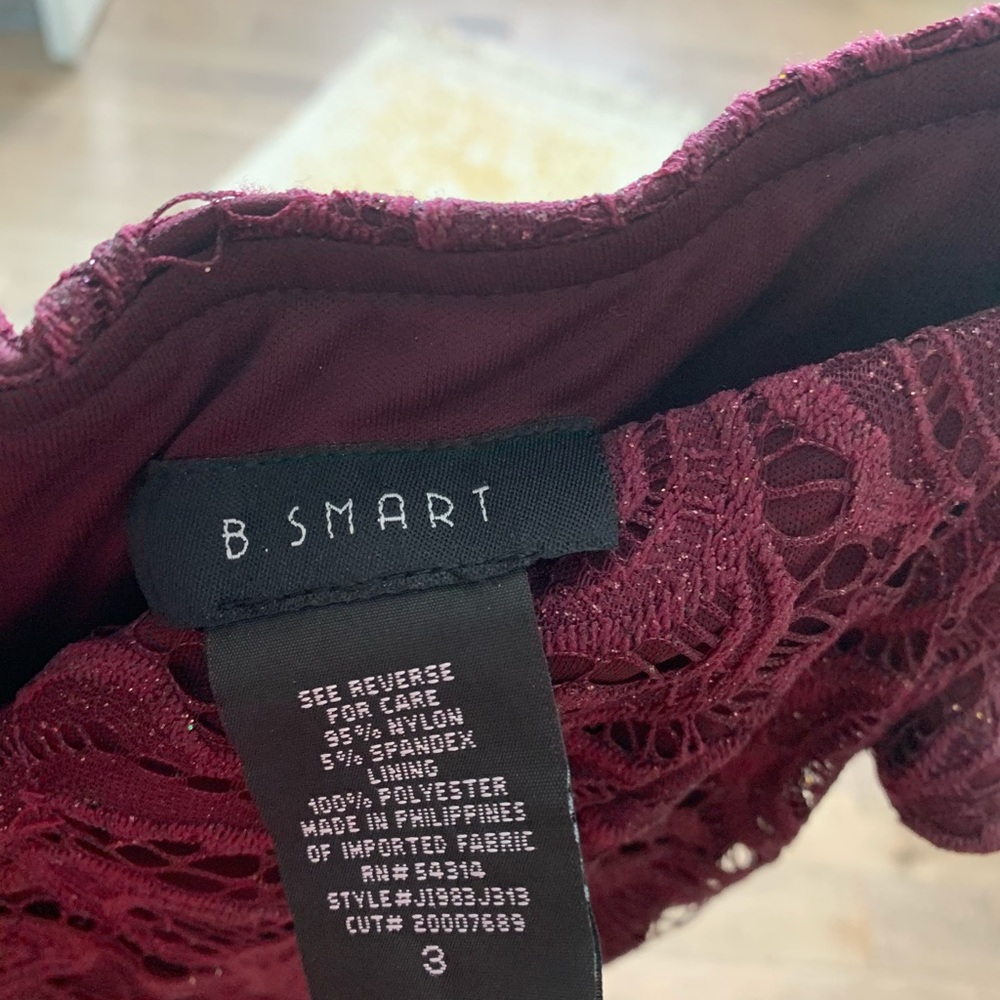 B. SMART
SEE REVERSE
FOR CARE
95% NYLON
5% SPANDEX
LINING
100% POLYESTER
MADE IN PHILIPPINES
OF IMPORTED FABRIC
RN# 54314
STYLE#JI983J313
CUT# 20007689
3